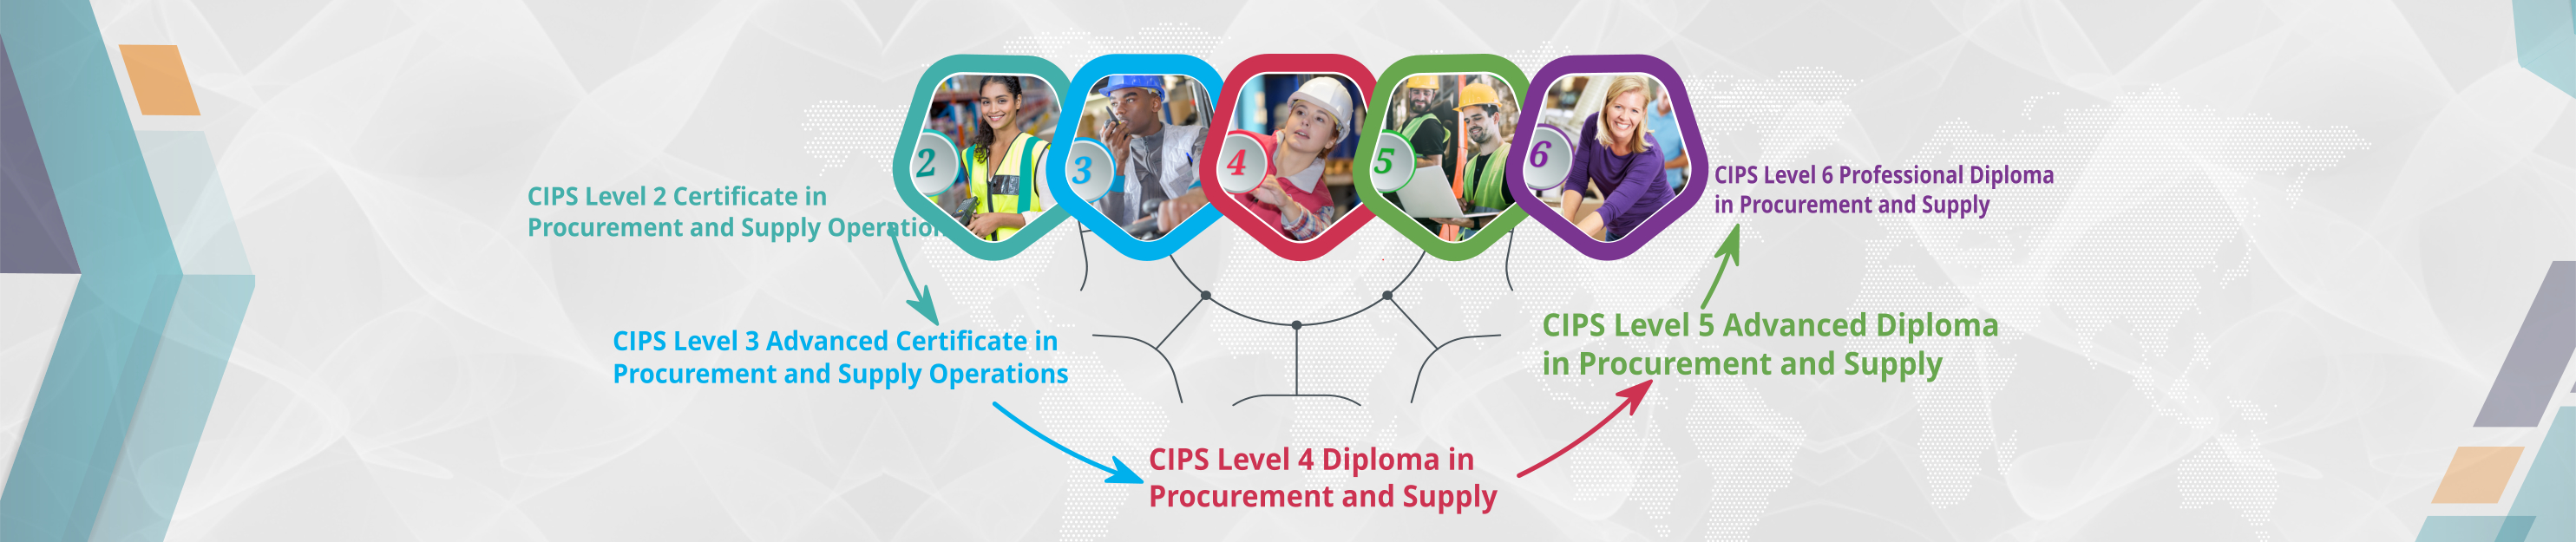 2
3
4
5
6
CIPS Level 2 Certificate in
Procurement and Supply Operation
CIPS Level 3 Advanced Certificate in
Procurement and Supply Operations
CIPS Level 4 Diploma in
Procurement and Supply
CIPS Level 5 Advanced Diploma
in Procurement and Supply
CIPS Level 6 Professional Diploma
in Procurement and Supply